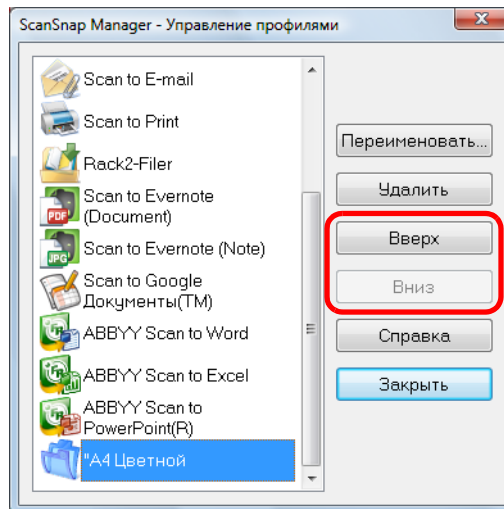 ScanSnap Manager - Управление профилями
Scan to E-mail
Scan to Print
Rack2-Filer
Scan to Evernote
(Document)
Scan to Evernote (Note)
Scan to Google
Документы(TM)
ABBYY Scan to Word
ABBYY Scan to Excel
ABBYY Scan to
PowerPoint(R)
"A4 Цветной
Переименовать...
Удалить
Вверх
Вниз
Справка
Закрыть